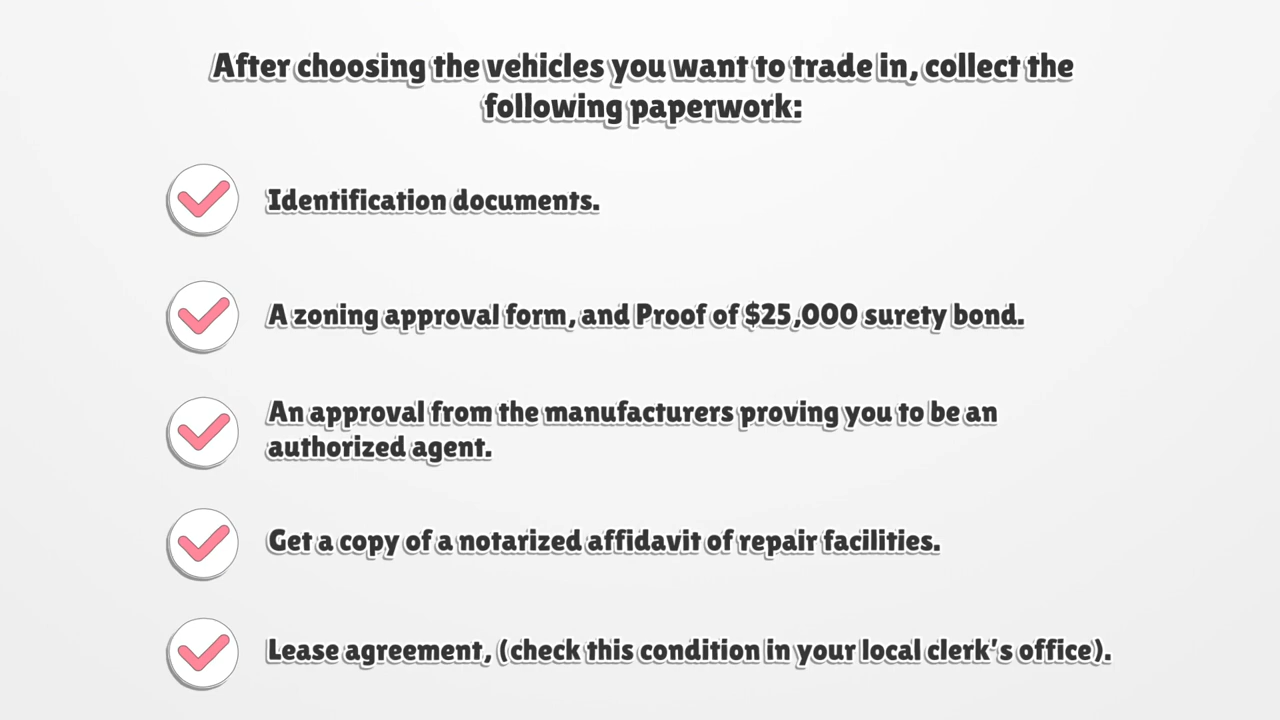 After choosing the vehicles you want to trade in, collect the
following paperwork:
Identification documents.
A zoning approval form, and Proof of $25,000 surety bond.
An approval from the manufacturers proving you to be an
authorized agent.
Get a copy of a notarized affidavit of repair facilities.
Lease agreement, (check this condition in your local clerk's office).